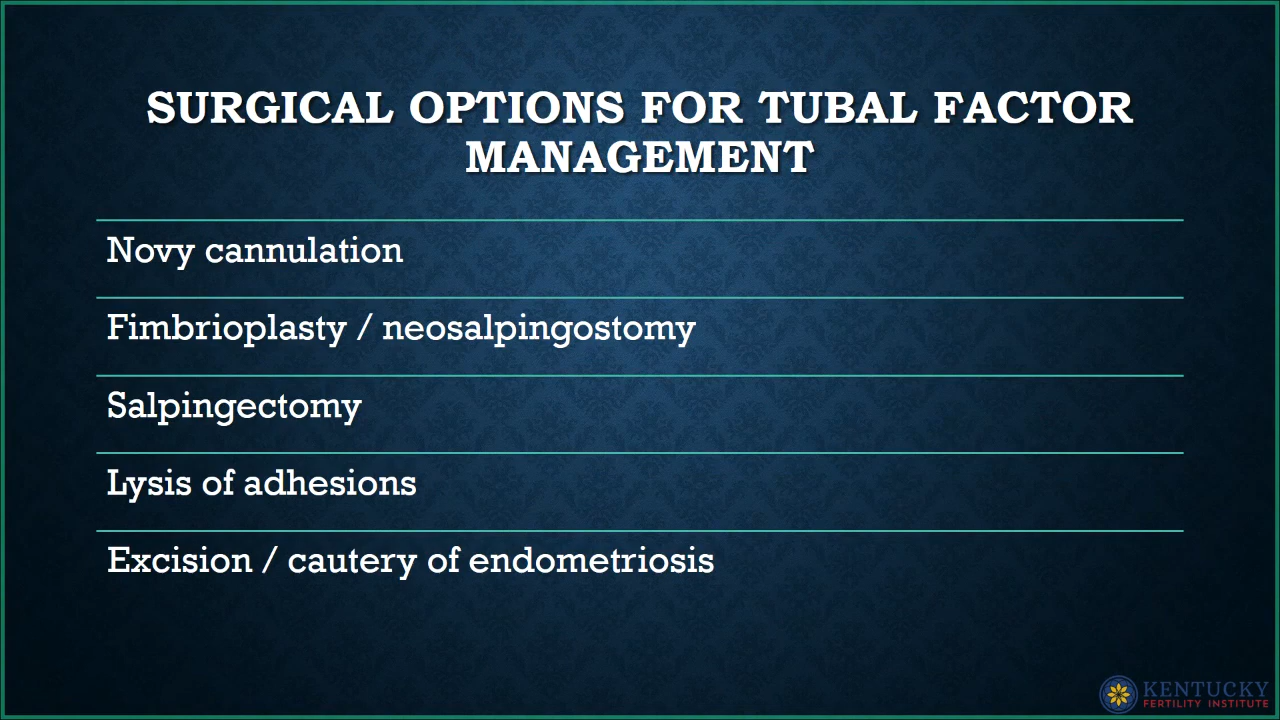 SURGICAL OPTIONS FOR TUBAL FACTOR
MANAGEMENT
Novy cannulation
Fimbrioplasty / neosalpingostomy
Salpingectomy
Lysis of adhesions
Excision / cautery of endometriosis
KENTUCKY
FERTILITY INSTITUTE